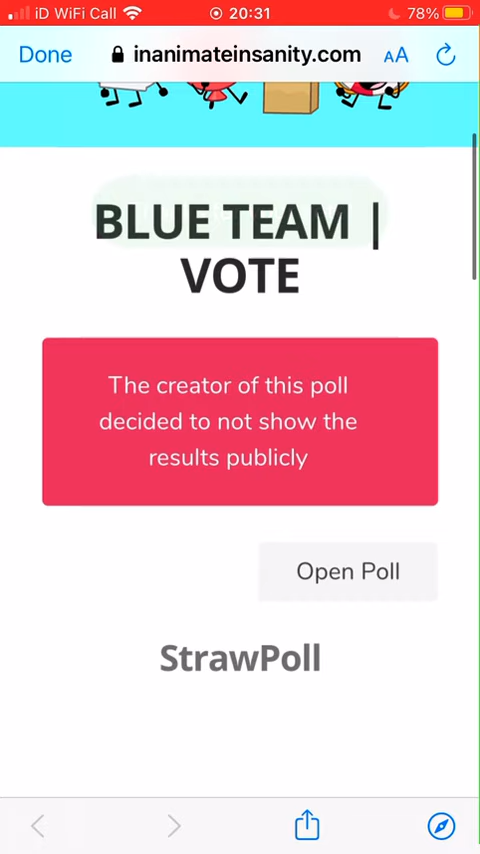 iD WiFi Call 20:31 78%
Done inanimateinsanity.com AA
BLUE TEAM |
VOTE
The creator of this poll
decided to not show the
results publicly
Open Poll
StrawPoll